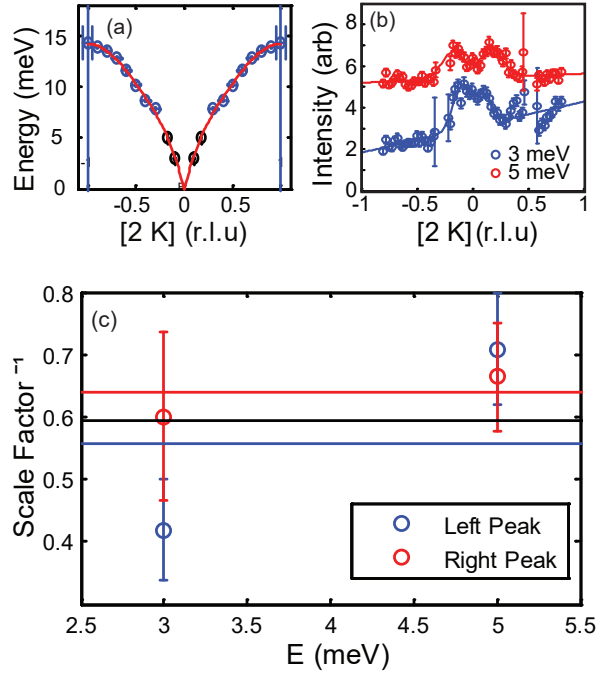 (a)
Energy (meV)
15
10
5
0
-0.5
0
0.5
[2 K] (r.l.u)
(b)
Intensity (arb)
8
6
4
2
0
3 meV
5 meV
-1
-0.5
0
0.5
1
[2 K] (r.l.u)
(c)
Scale Factor ⁻¹
0.8
0.7
0.6
0.5
0.4
Left Peak
Right Peak
2.5
3
3.5
4
4.5
5
5.5
E (meV)